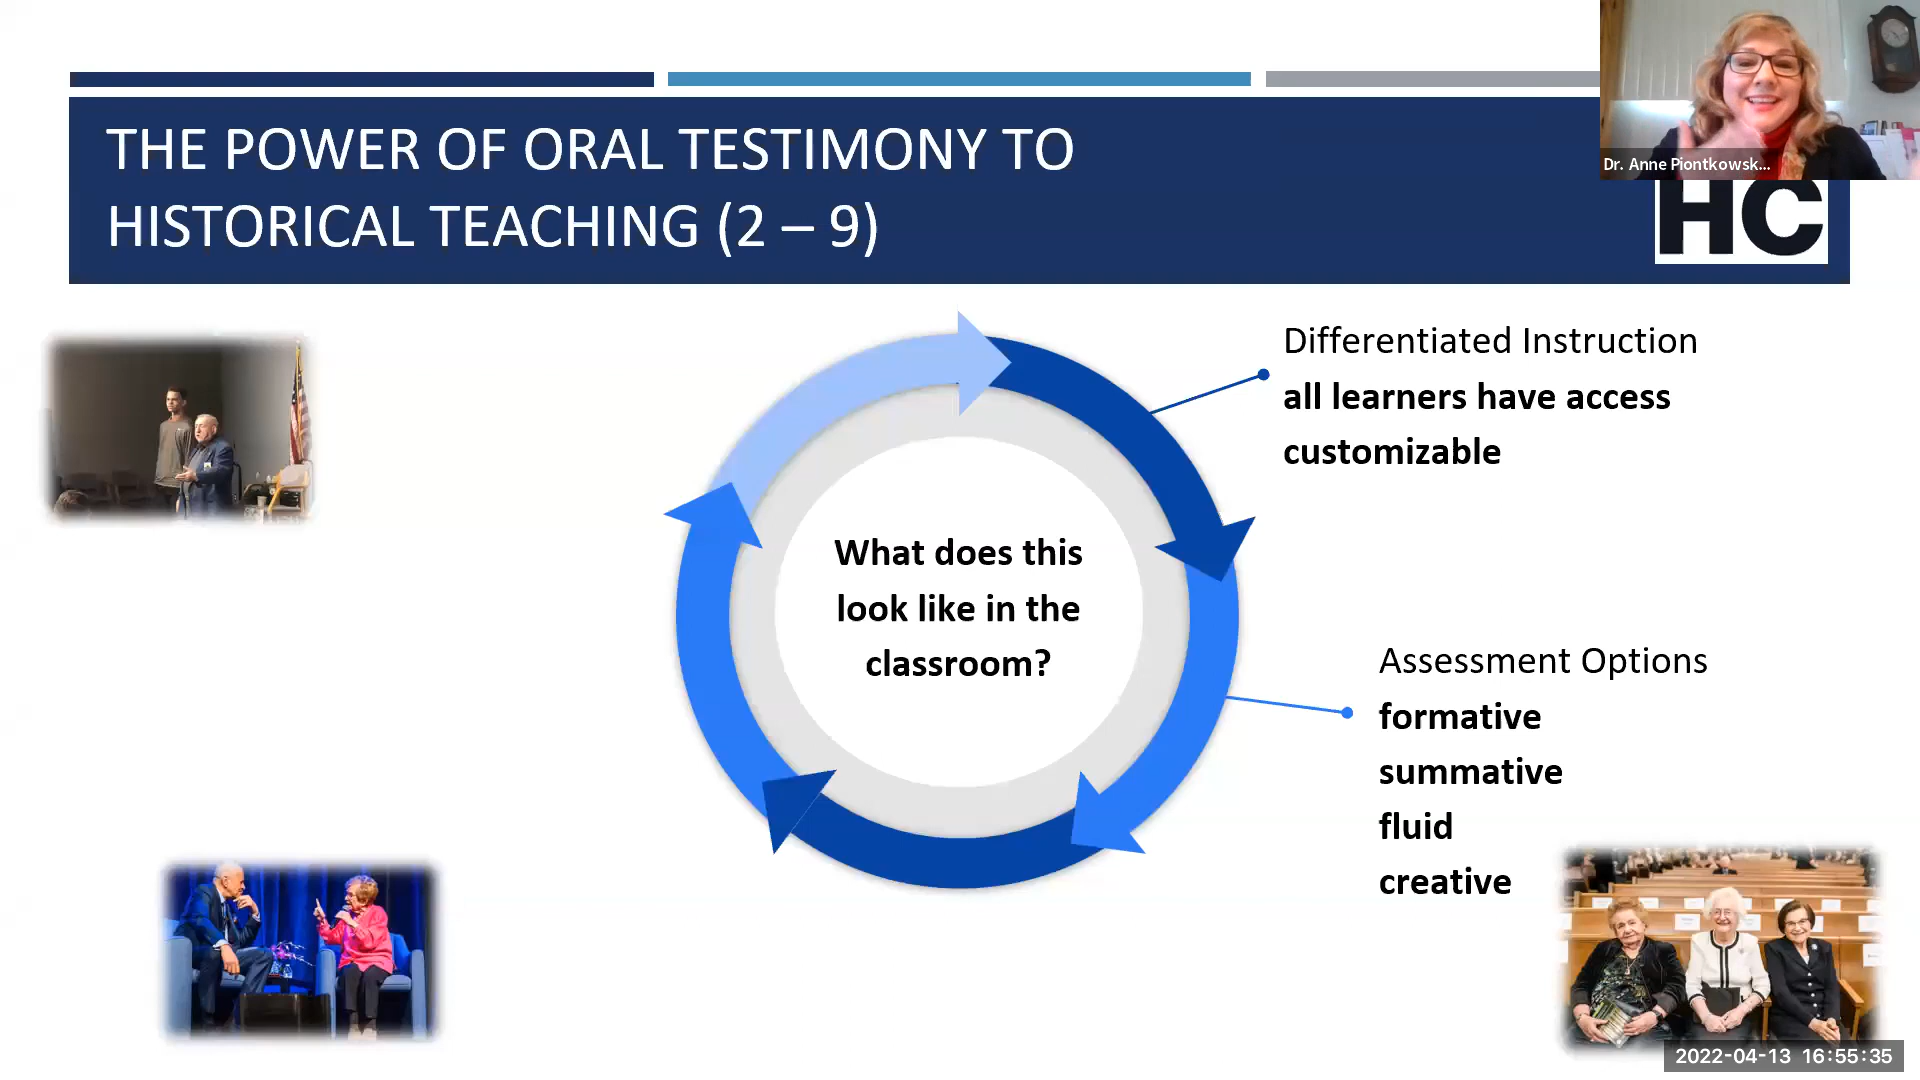 Dr. Anne Piontkowsk...
THE POWER OF ORAL TESTIMONY TO
HISTORICAL TEACHING (2 – 9)
HC
Differentiated Instruction
all learners have access
customizable
What does this
look like in the
classroom?
Assessment Options
formative
summative
fluid
creative
2022-04-13 16:55:35